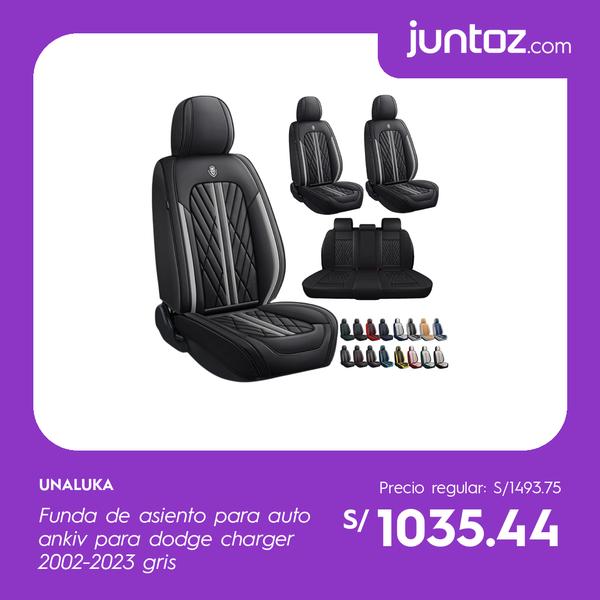 juntoz.com
UNALUKA
Funda de asiento para auto
ankiv para dodge charger
2002-2023 gris
Precio regular: S/1493.75
S/ 1035.44